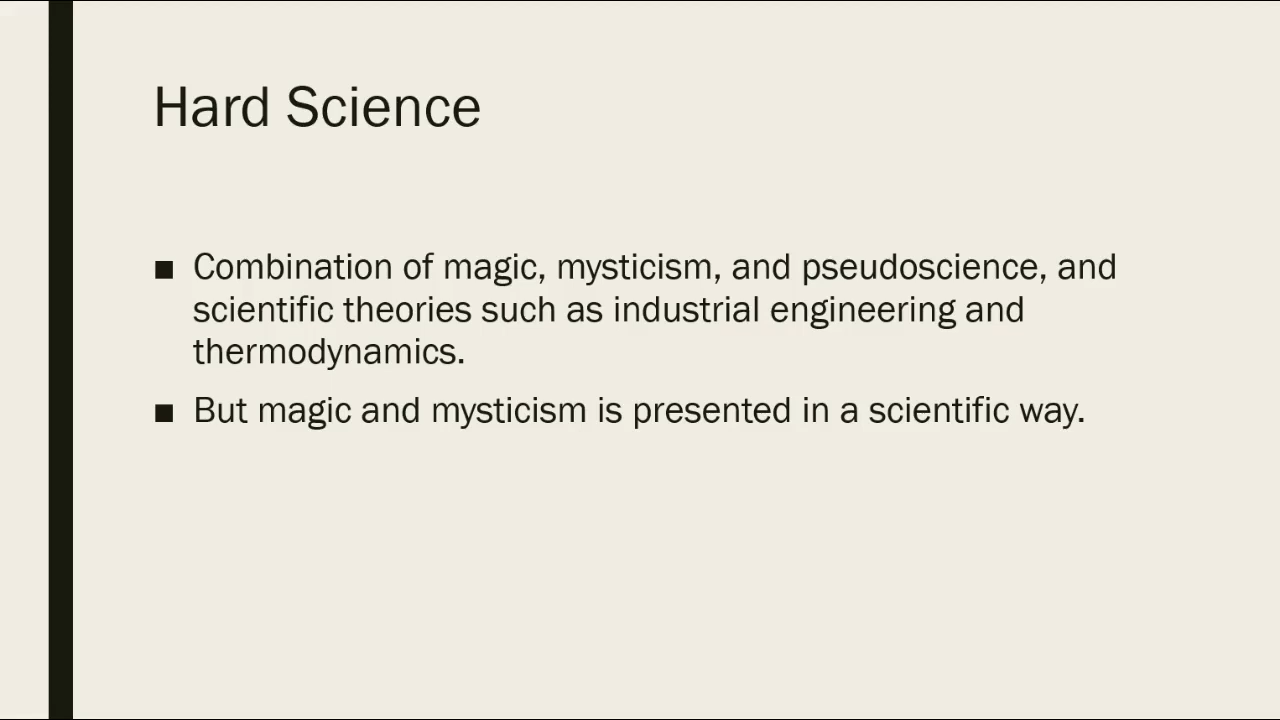 Hard Science
■ Combination of magic, mysticism, and pseudoscience, and
scientific theories such as industrial engineering and
thermodynamics.
■ But magic and mysticism is presented in a scientific way.